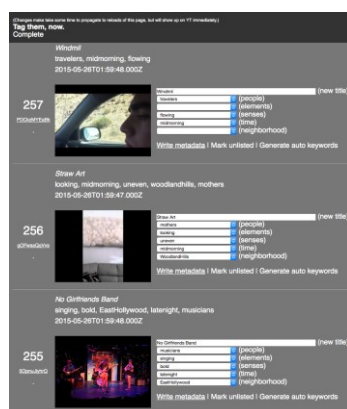 (Changes make take some time to propagate to reloads of this page, but will show up on YT immediately.)
Tag them, now.
Complete
Windmil
travelers, midmorning, flowing
2015-05-26T01:59:48.000Z
257
Windmil (new title)
travelers (people)
(elements)
flowing (senses)
midmorning (time)
(neighborhood)
Write metadata | Mark unlisted | Generate auto keywords
Straw Art
looking, midmorning, uneven, woodlandhills, mothers
2015-05-26T01:59:47.000Z
256
Straw Art (new title)
mothers (people)
looking (elements)
uneven (senses)
midmorning (time)
WoodlandHills (neighborhood)
Write metadata | Mark unlisted | Generate auto keywords
No Girlfriends Band
singing, bold, EastHollywood, latenight, musicians
2015-05-26T01:59:48.000Z
255
No Girlfriends Band (new title)
musicians (people)
singing (elements)
bold (senses)
latenight (time)
EastHollywood (neighborhood)
Write metadata | Mark unlisted | Generate auto keywords